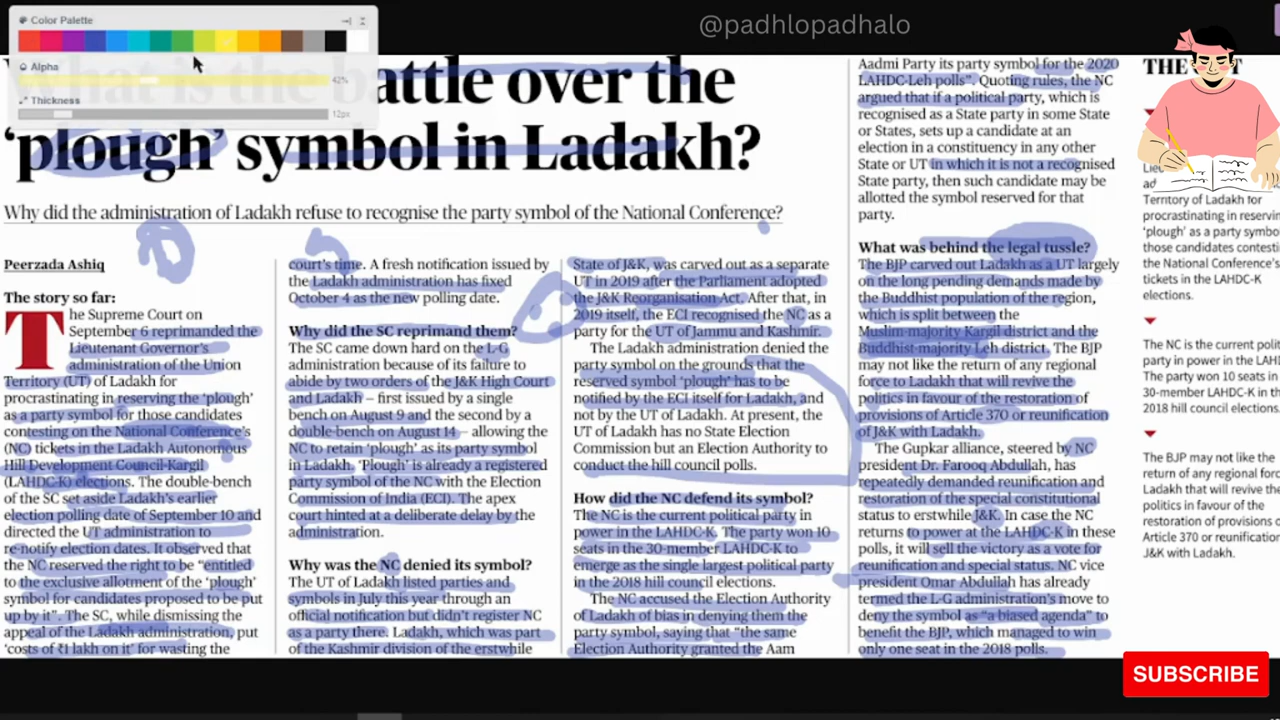 @padhlopadhalo
Color Palette
Alpha
42%
Thickness
12px
What is the battle over the
‘plough’ symbol in Ladakh?
Why did the administration of Ladakh refuse to recognise the party symbol of the National Conference?
Peerzada Ashiq
The story so far:
The Supreme Court on
September 6 reprimanded the
Lieutenant Governor’s
administration of the Union
Territory (UT) of Ladakh for
procrastinating in reserving the ‘plough’
as a party symbol for those candidates
contesting on the National Conference’s
(NC) tickets in the Ladakh Autonomous
Hill Development Council-Kargil
(LAHDC-K) elections. The double-bench
of the SC set aside Ladakh’s earlier
election polling date of September 10 and
directed the UT administration to
re-notify election dates. It observed that
the NC reserved the right to be “entitled
to the exclusive allotment of the ‘plough’
symbol for candidates proposed to be put
up by it”. The SC, while dismissing the
appeal of the Ladakh administration, put
‘costs of ₹1 lakh on it’ for wasting the
court’s time. A fresh notification issued by
the Ladakh administration has fixed
October 4 as the new polling date.
Why did the SC reprimand them?
The SC came down hard on the L-G
administration because of its failure to
abide by two orders of the J&K High Court
and Ladakh – first issued by a single
bench on August 9 and the second by a
double-bench on August 14 – allowing the
NC to retain ‘plough’ as its party symbol
in Ladakh. ‘Plough’ is already a registered
party symbol of the NC with the Election
Commission of India (ECI). The apex
court hinted at a deliberate delay by the
administration.
Why was the NC denied its symbol?
The UT of Ladakh listed parties and
symbols in July this year through an
official notification but didn’t register NC
as a party there. Ladakh, which was part
of the Kashmir division of the erstwhile
State of J&K, was carved out as a separate
UT in 2019 after the Parliament adopted
the J&K Reorganisation Act. After that, in
2019 itself, the ECI recognised the NC as a
party for the UT of Jammu and Kashmir.
The Ladakh administration denied the
party symbol on the grounds that the
reserved symbol ‘plough’ has to be
notified by the ECI itself for Ladakh, and
not by the UT of Ladakh. At present, the
UT of Ladakh has no State Election
Commission but an Election Authority to
conduct the hill council polls.
How did the NC defend its symbol?
The NC is the current political party in
power in the LAHDC-K. The party won 10
seats in the 30-member LAHDC-K to
emerge as the single largest political party
in the 2018 hill council elections.
The NC accused the Election Authority
of Ladakh of bias in denying them the
party symbol, saying that “the same
Election Authority granted the Aam
Aadmi Party its party symbol for the 2020
LAHDC-Leh polls”. Quoting rules, the NC
argued that if a political party, which is
recognised as a State party in some State
or States, sets up a candidate at an
election in a constituency in any other
State or UT in which it is not a recognised
State party, then such candidate may be
allotted the symbol reserved for that
party.
What was behind the legal tussle?
The BJP carved out Ladakh as a UT largely
on the long pending demands made by
the Buddhist population of the region,
which is split between the
Muslim-majority Kargil district and the
Buddhist-majority Leh district. The BJP
may not like the return of any regional
force to Ladakh that will revive the
politics in favour of the restoration of
provisions of Article 370 or reunification
of J&K with Ladakh.
The Gupkar alliance, steered by NC
president Dr. Farooq Abdullah, has
repeatedly demanded reunification and
restoration of the special constitutional
status to erstwhile J&K. In case the NC
returns to power at the LAHDC-K in these
polls, it will sell the victory as a vote for
reunification and special status. NC vice
president Omar Abdullah has already
termed the L-G administration’s move to
deny the symbol as “a biased agenda” to
benefit the BJP, which managed to win
only one seat in the 2018 polls.
THE
Territory of Ladakh for
procrastinating in reservin
‘plough’ as a party symbo
those candidates contesti
the National Conference’s
tickets in the LAHDC-K
elections.
The NC is the current polit
party in power in the LAH
The party won 10 seats in
30-member LAHDC-K in th
2018 hill council elections
The BJP may not like the
return of any regional forc
Ladakh that will revive the
politics in favour of the
restoration of provisions o
Article 370 or reunification
J&K with Ladakh.
SUBSCRIBE